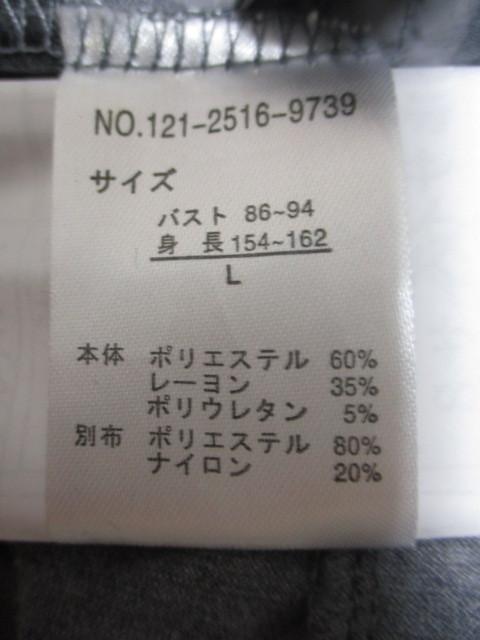 NO.121-2516-9739
サイズ
バスト 86~94
身 長 154~162
L
本体 ポリエステル 60%
レーヨン 35%
ポリウレタン 5%
別布 ポリエステル 80%
ナイロン 20%